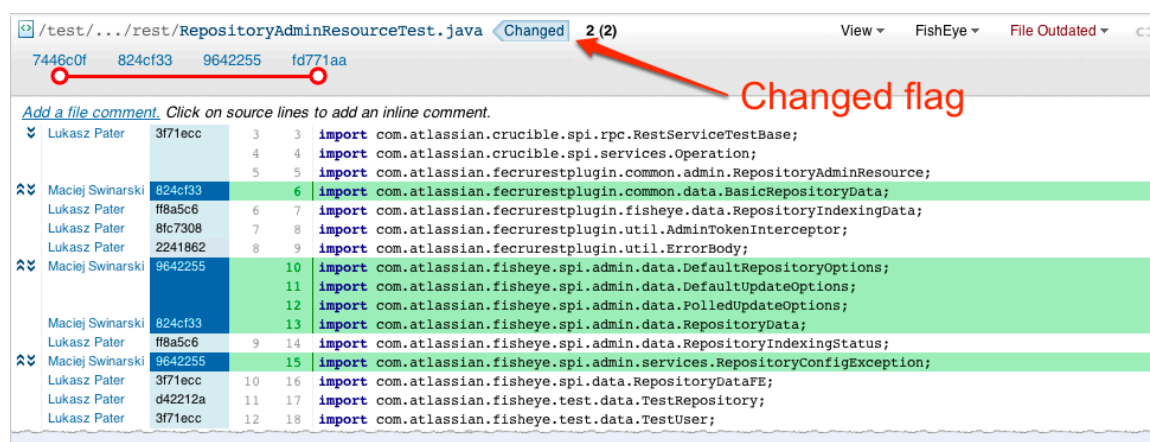 /test/.../rest/RepositoryAdminResourceTest.java Changed 2 (2) View FishEye File Outdated
7446c0f 824cf33 9642255 fd771aa
Changed flag
Add a file comment. Click on source lines to add an inline comment.
Lukasz Pater 3f71ecc 3 3 import com.atlassian.crucible.spi.rpc.RestServiceTestBase;
4 4 import com.atlassian.crucible.spi.services.Operation;
5 5 import com.atlassian.fecrurestplugin.common.admin.RepositoryAdminResource;
Maciej Swinarski 824cf33 6 import com.atlassian.fecrurestplugin.common.data.BasicRepositoryData;
Lukasz Pater ff8a5c6 6 7 import com.atlassian.fecrurestplugin.fisheye.data.RepositoryIndexingData;
Lukasz Pater 8fc7308 7 8 import com.atlassian.fecrurestplugin.util.AdminTokenInterceptor;
Lukasz Pater 2241862 8 9 import com.atlassian.fecrurestplugin.util.ErrorBody;
Maciej Swinarski 9642255 10 import com.atlassian.fisheye.spi.admin.data.DefaultRepositoryOptions;
11 import com.atlassian.fisheye.spi.admin.data.DefaultUpdateOptions;
12 import com.atlassian.fisheye.spi.admin.data.PolledUpdateOptions;
Maciej Swinarski 824cf33 13 import com.atlassian.fisheye.spi.admin.data.RepositoryData;
Lukasz Pater ff8a5c6 9 14 import com.atlassian.fisheye.spi.admin.data.RepositoryIndexingStatus;
Maciej Swinarski 9642255 15 import com.atlassian.fisheye.spi.admin.services.RepositoryConfigException;
Lukasz Pater 3f71ecc 10 16 import com.atlassian.fisheye.spi.data.RepositoryDataFE;
Lukasz Pater d42212a 11 17 import com.atlassian.fisheye.test.data.TestRepository;
Lukasz Pater 3f71ecc 12 18 import com.atlassian.fisheye.test.data.TestUser;